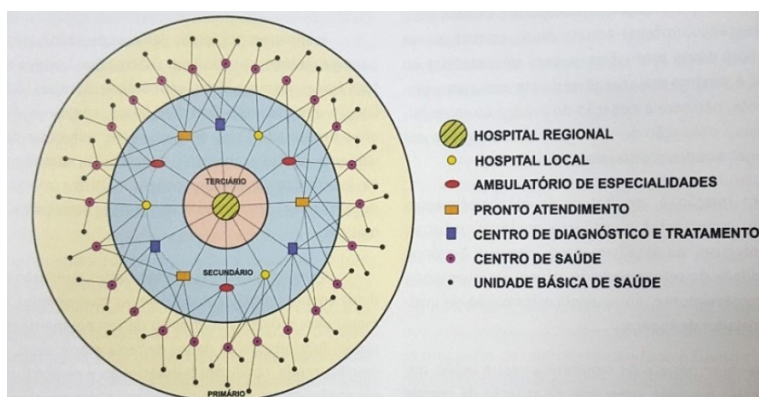 TERCIÁRIO
SECUNDÁRIO
PRIMÁRIO
HOSPITAL REGIONAL
HOSPITAL LOCAL
AMBULATÓRIO DE ESPECIALIDADES
PRONTO ATENDIMENTO
CENTRO DE DIAGNÓSTICO E TRATAMENTO
CENTRO DE SAÚDE
UNIDADE BÁSICA DE SAÚDE